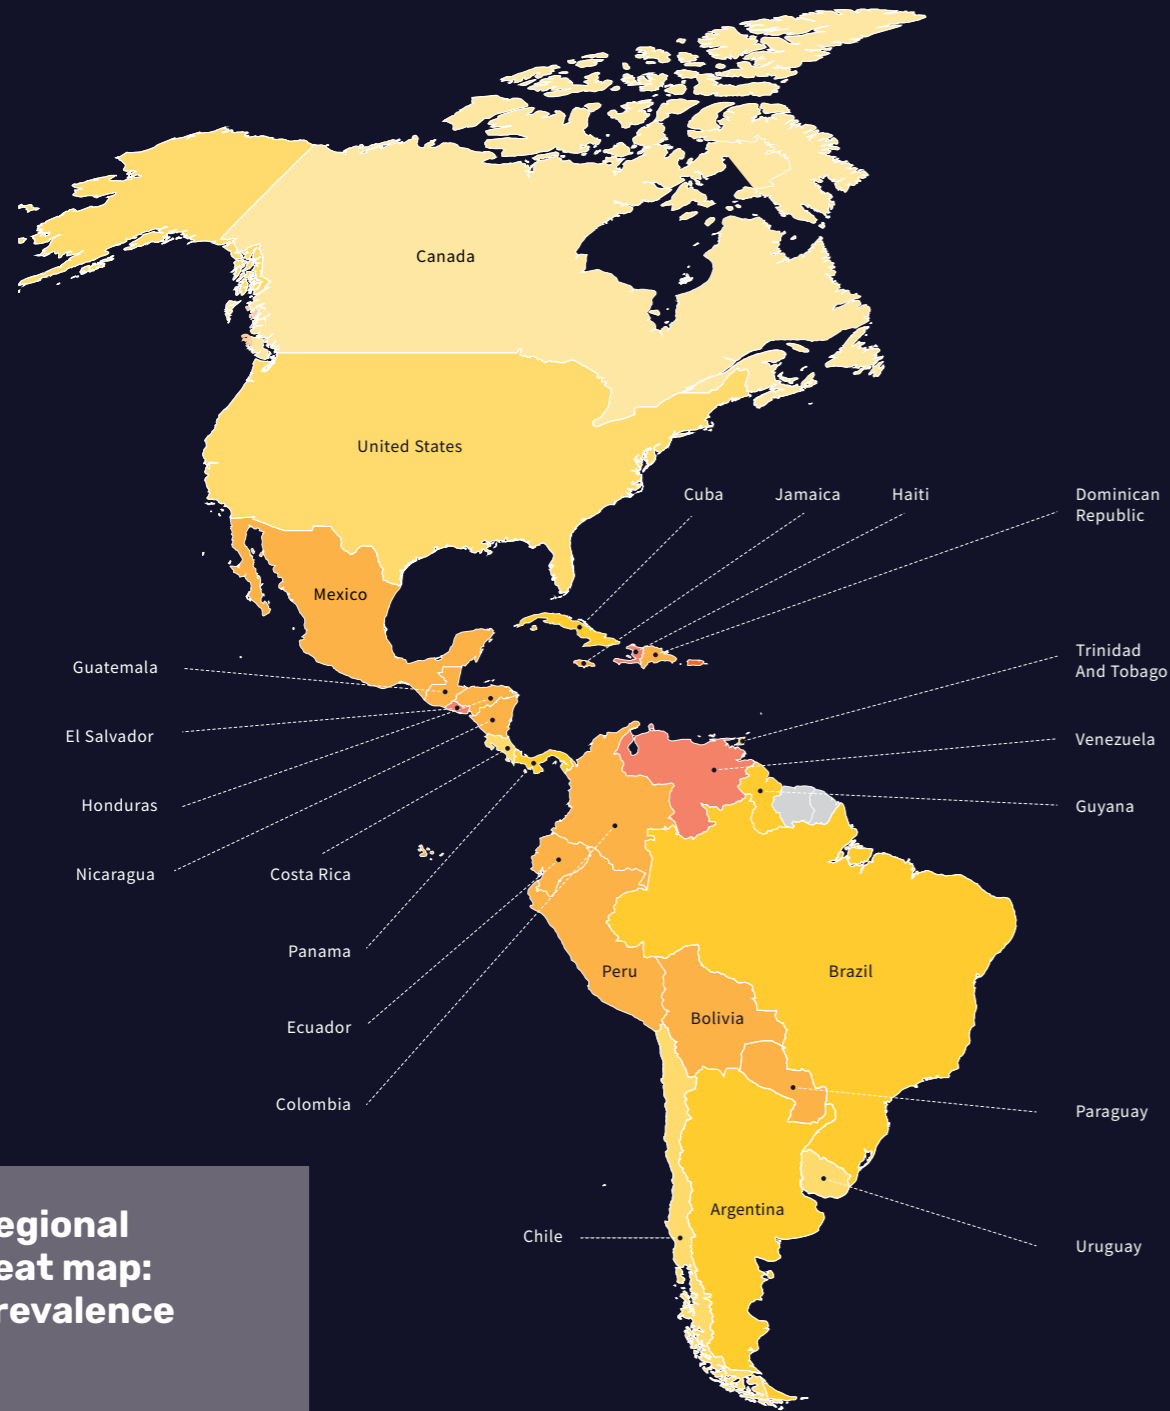 Canada
United States
Cuba
Jamaica
Haiti
Dominican
Republic
Mexico
Guatemala
Trinidad
And Tobago
El Salvador
Venezuela
Honduras
Guyana
Nicaragua
Costa Rica
Panama
Peru
Brazil
Bolivia
Ecuador
Colombia
Paraguay
Argentina
Chile
Uruguay
egional
eat map:
revalence